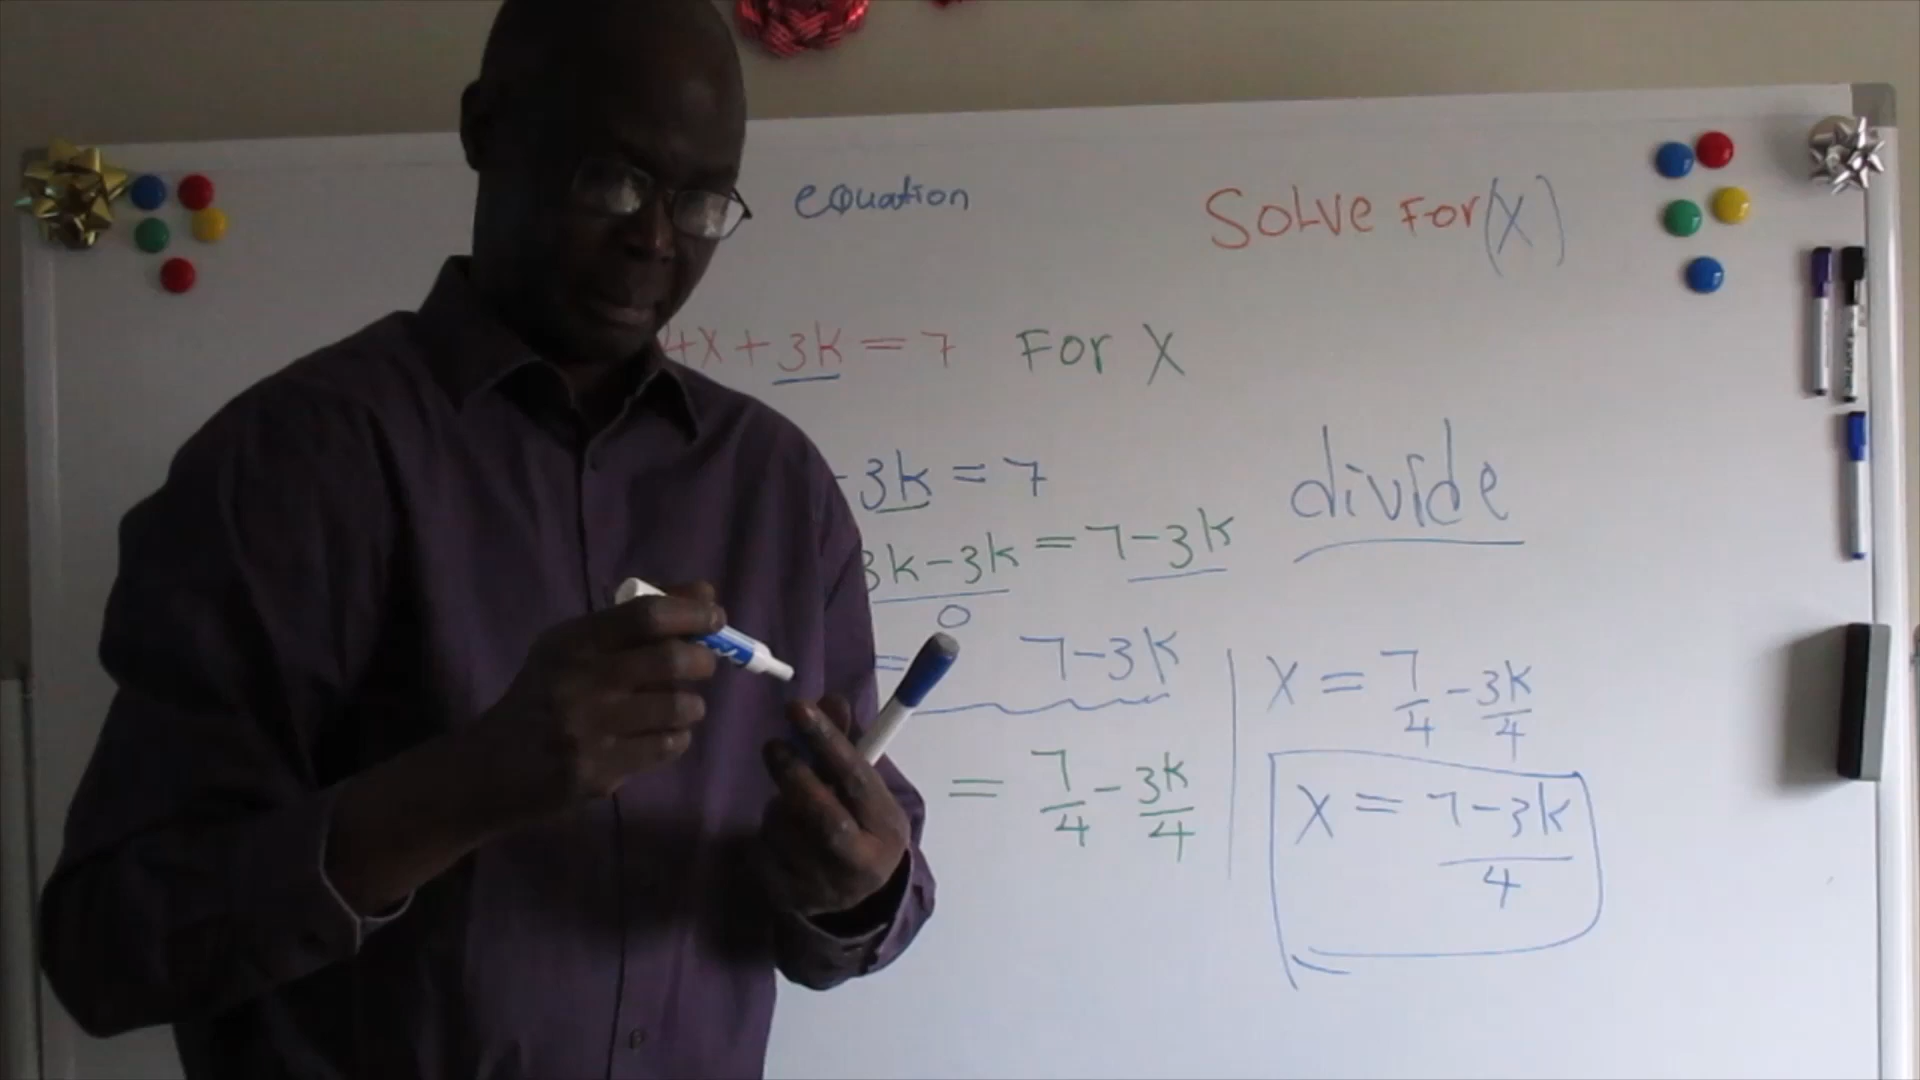 equation
Solve For (X)
4X + 3k = 7 For X
3k = 7
divide
3k - 3k = 7 - 3k
0
= 7 - 3k
X = 7/4 - 3k/4
= 7/4 - 3k/4
X = 7 - 3k
4